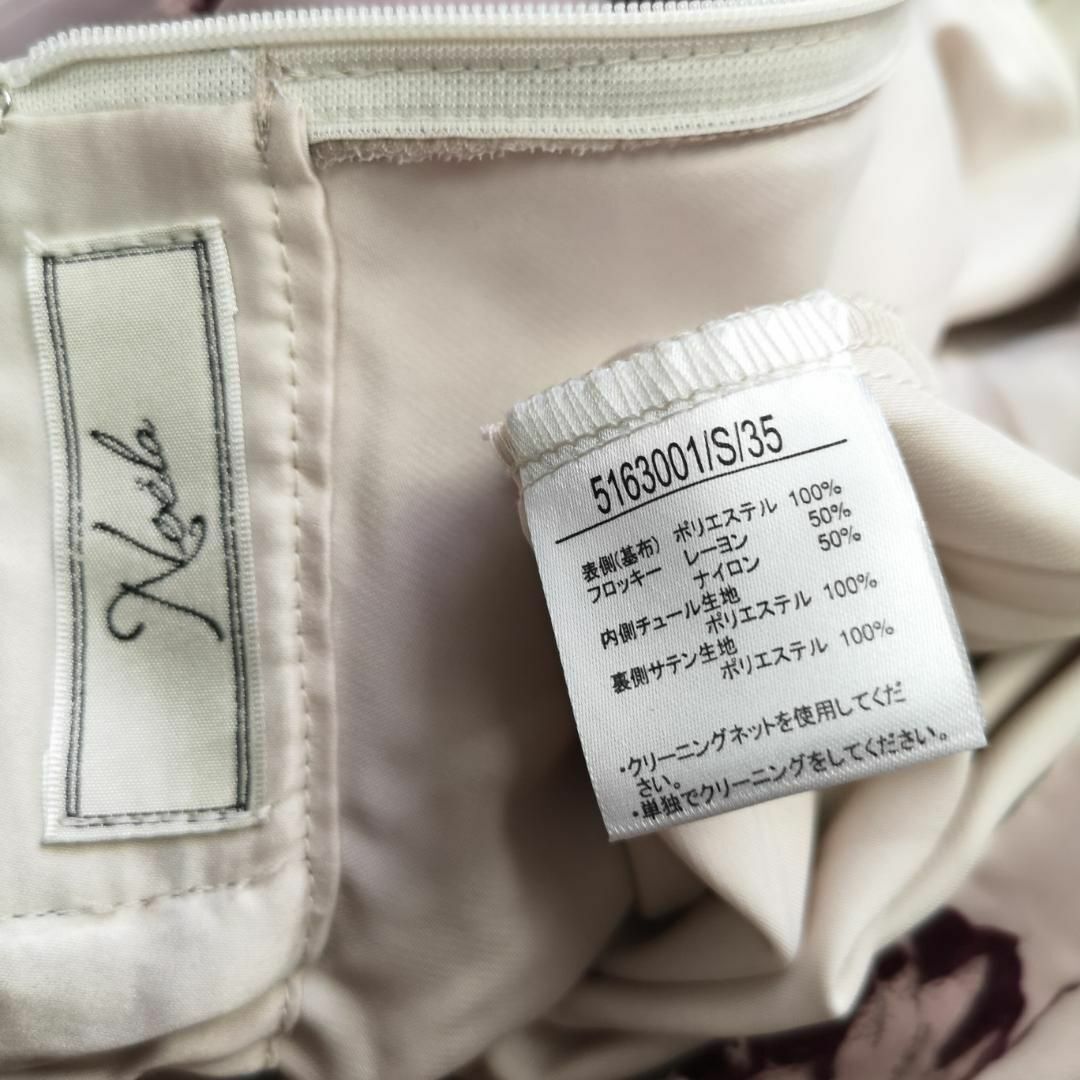 Noela
5163001/S/35
表側(基布) ポリエステル 100%
フロッキー レーヨン 50%
ナイロン 50%
内側チュール生地
ポリエステル 100%
裏側サテン生地
ポリエステル 100%
・クリーニングネットを使用してくだ
さい。
・単独でクリーニングをしてください。